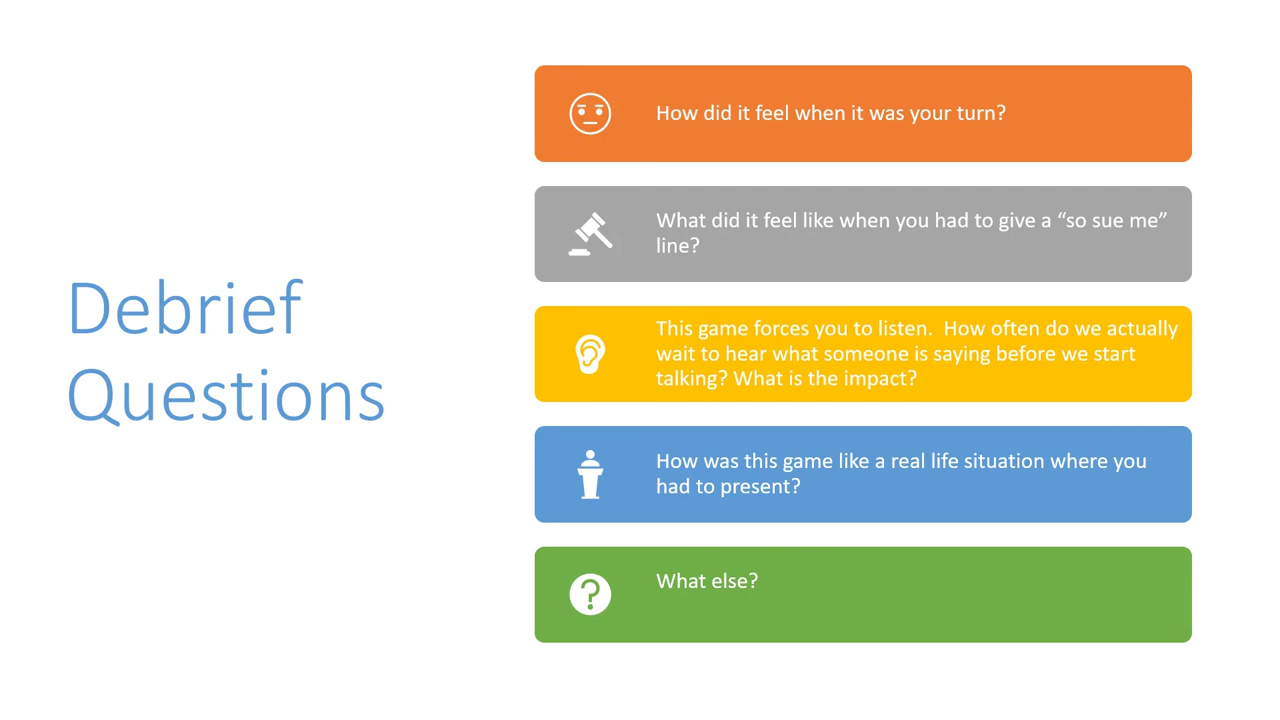 Debrief
Questions
How did it feel when it was your turn?
What did it feel like when you had to give a “so sue me”
line?
This game forces you to listen.  How often do we actually
wait to hear what someone is saying before we start
talking? What is the impact?
How was this game like a real life situation where you
had to present?
What else?